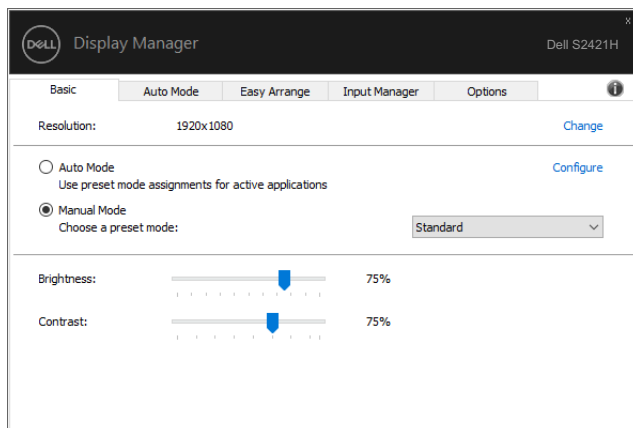 DELL Display Manager Dell S2421H
x
Basic Auto Mode Easy Arrange Input Manager Options i
Resolution: 1920x1080 Change
Auto Mode Configure
Use preset mode assignments for active applications
Manual Mode
Choose a preset mode: Standard
Brightness: 75%
Contrast: 75%